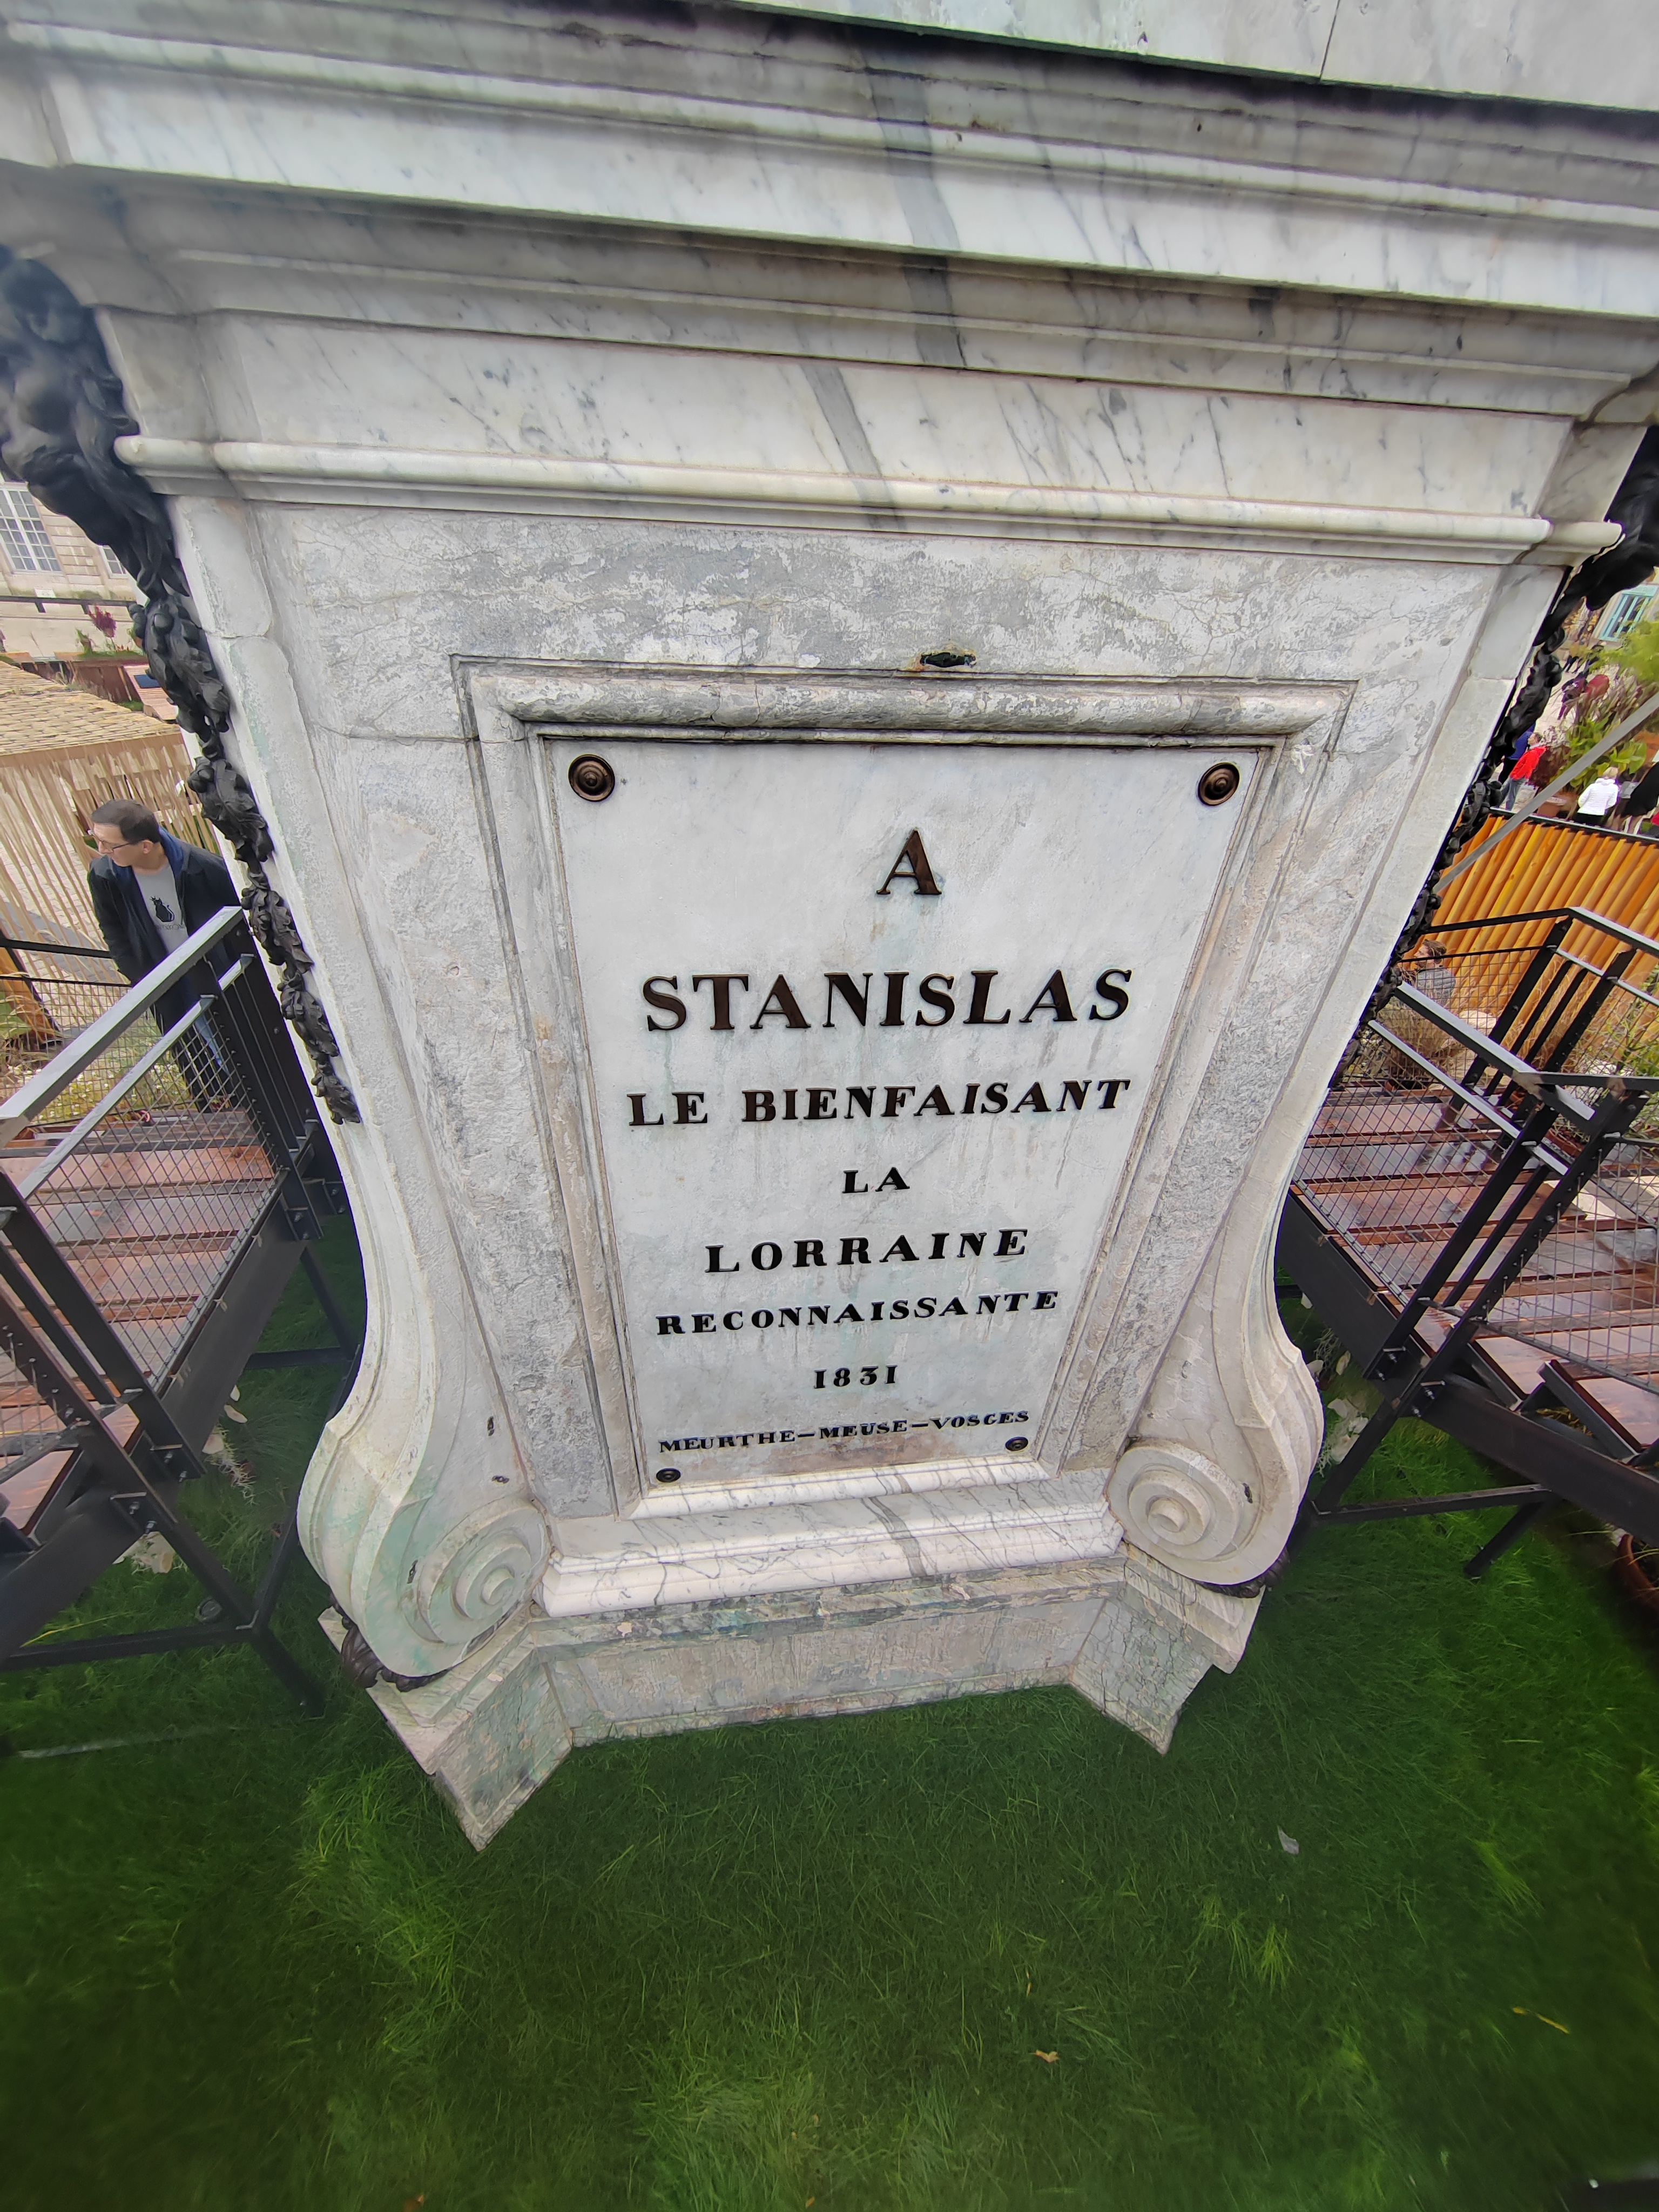 A
STANISLAS
LE BIENFAISANT
LA
LORRAINE
RECONNAISSANTE
1831
MEURTHE—MEUSE—VOSGES